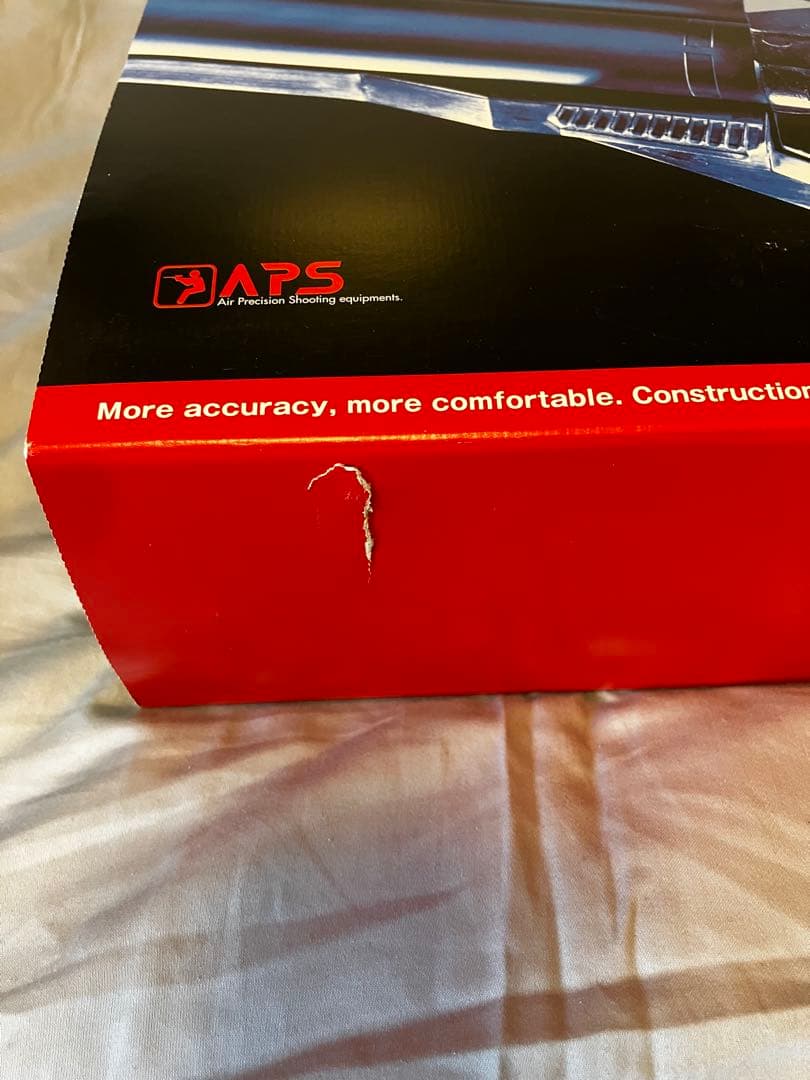 APS
Air Precision Shooting equipments.
More accuracy, more comfortable. Construction